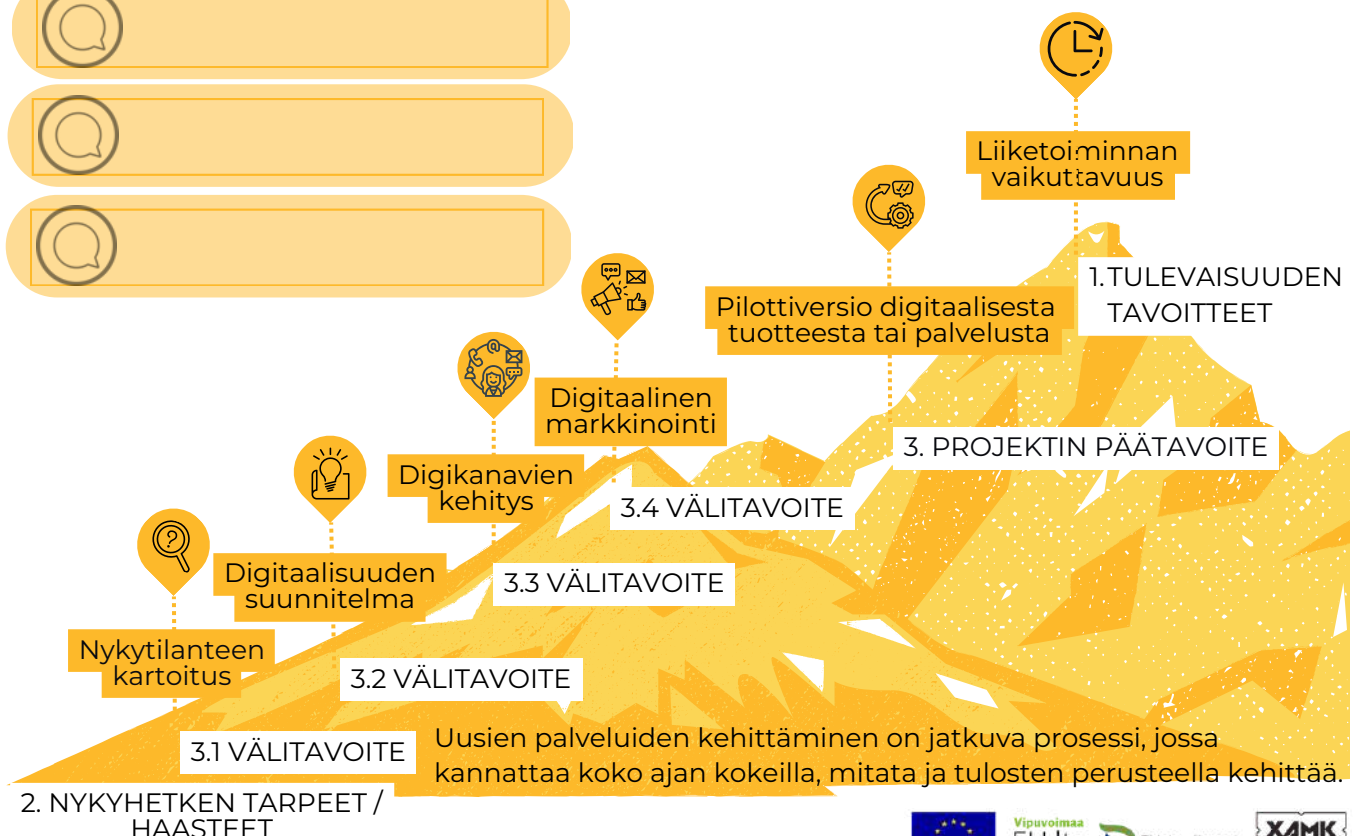 Liiketoiminnan
vaikuttavuus
1. TULEVAISUUDEN
TAVOITTEET
Pilottiversio digitaalisesta
tuotteesta tai palvelusta
3. PROJEKTIN PÄÄTAVOITE
Digitaalinen
markkinointi
3.4 VÄLITAVOITE
Digikanavien
kehitys
3.3 VÄLITAVOITE
Digitaalisuuden
suunnitelma
3.2 VÄLITAVOITE
Nykytilanteen
kartoitus
3.1 VÄLITAVOITE
Uusien palveluiden kehittäminen on jatkuva prosessi, jossa
kannattaa koko ajan kokeilla, mitata ja tulosten perusteella kehittää.
2. NYKYHETKEN TARPEET /
HAASTEET
Vipuvoimaa
XAMK